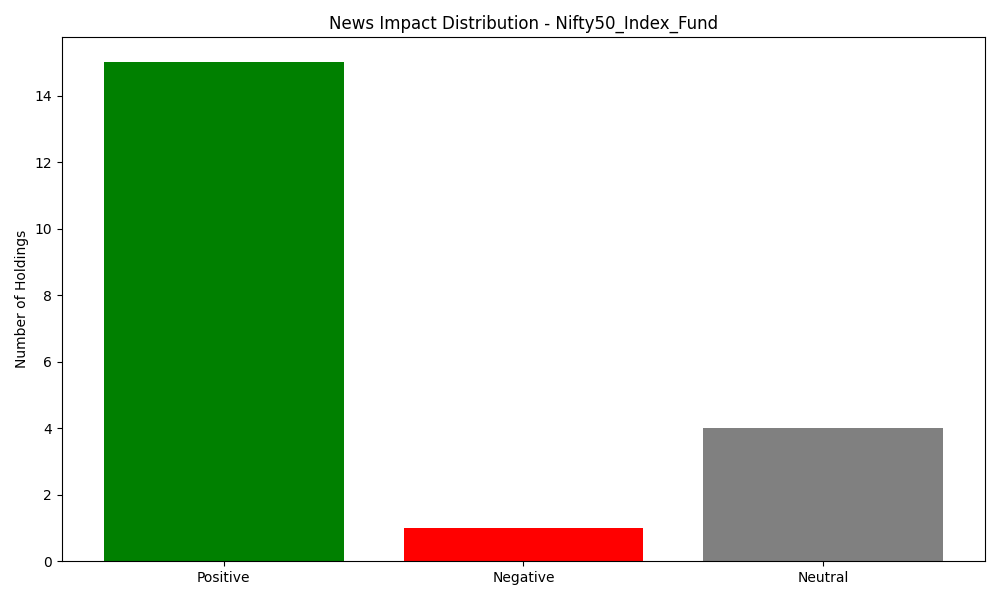 News Impact Distribution - Nifty50_Index_Fund
Number of Holdings
14
12
10
8
6
4
2
0
Positive
Negative
Neutral